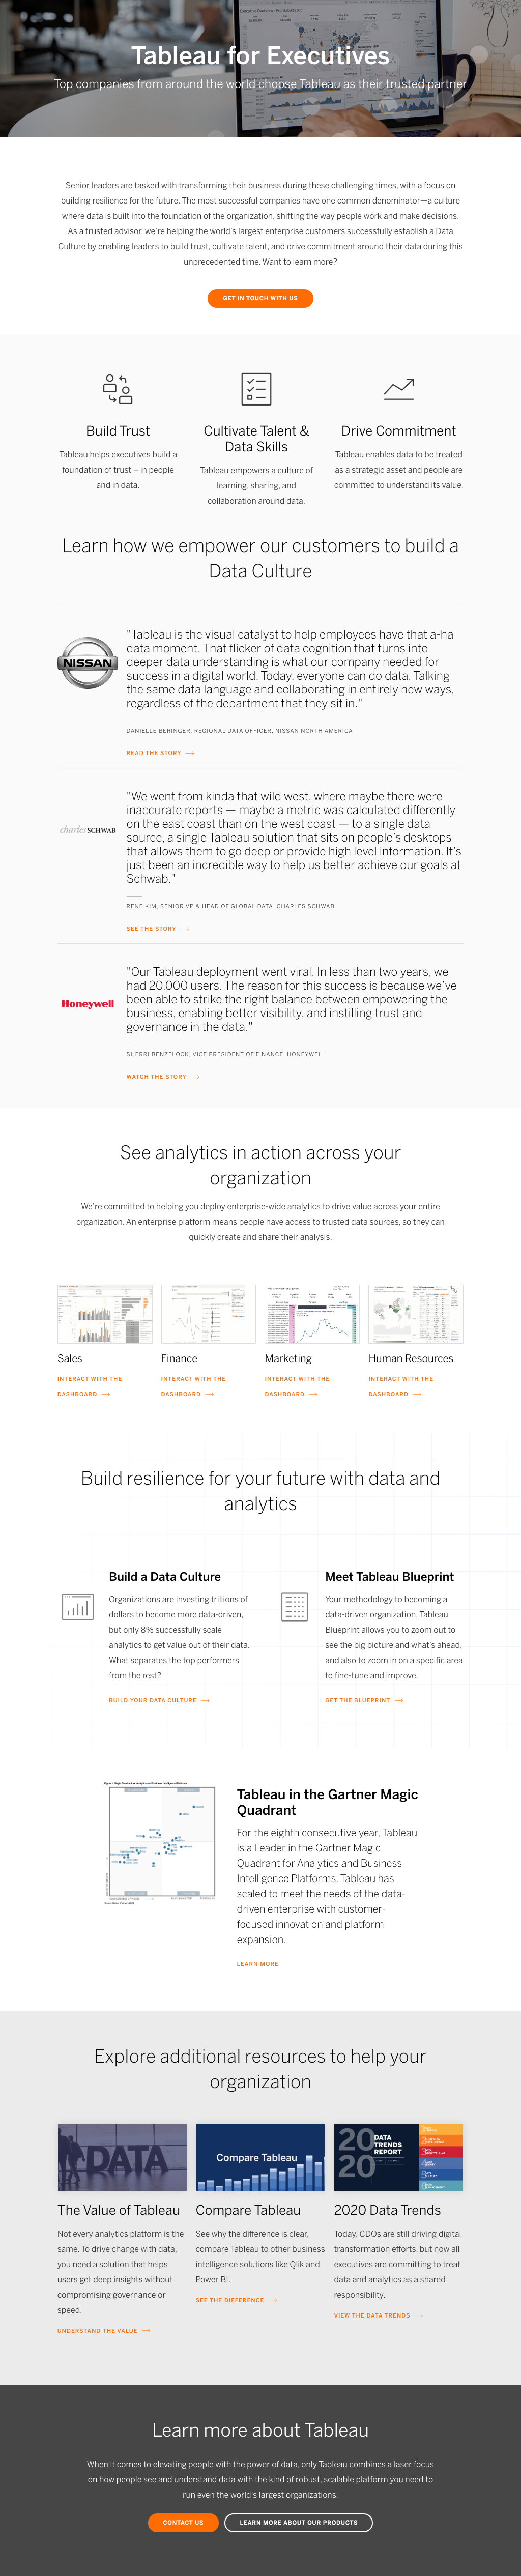 Tableau for Executives
Top companies from around the world choose Tableau as their trusted partner
Senior leaders are tasked with transforming their business during these challenging times, with a focus on
building resilience for the future. The most successful companies have one common denominator—a culture
where data is built into the foundation of the organization, shifting the way people work and make decisions.
As a trusted advisor, we're helping the world's largest enterprise customers successfully establish a Data
Culture by enabling leaders to build trust, cultivate talent, and drive commitment around their data during this
unprecedented time. Want to learn more?
GET IN TOUCH WITH US
Build Trust
Tableau helps executives build a
foundation of trust – in people
and in data.
Cultivate Talent &
Data Skills
Tableau empowers a culture of
learning, sharing, and
collaboration around data.
Drive Commitment
Tableau enables data to be treated
as a strategic asset and people are
committed to understand its value.
Learn how we empower our customers to build a
Data Culture
NISSAN
"Tableau is the visual catalyst to help employees have that a-ha
data moment. That flicker of data cognition that turns into
deeper data understanding is what our company needed for
success in a digital world. Today, everyone can do data. Talking
the same data language and collaborating in entirely new ways,
regardless of the department that they sit in."
DANIELLE BERINGER, REGIONAL DATA OFFICER, NISSAN NORTH AMERICA
READ THE STORY
charles SCHWAB
"We went from kinda that wild west, where maybe there were
inaccurate reports — maybe a metric was calculated differently
on the east coast than on the west coast — to a single data
source, a single Tableau solution that sits on people's desktops
that allows them to go deep or provide high level information. It's
just been an incredible way to help us better achieve our goals at
Schwab."
RENE KIM, SENIOR VP & HEAD OF GLOBAL DATA, CHARLES SCHWAB
SEE THE STORY
Honeywell
"Our Tableau deployment went viral. In less than two years, we
had 20,000 users. The reason for this success is because we've
been able to strike the right balance between empowering the
business, enabling better visibility, and instilling trust and
governance in the data."
SHERRI BENZELOCK, VICE PRESIDENT OF FINANCE, HONEYWELL
WATCH THE STORY
See analytics in action across your
organization
We're committed to helping you deploy enterprise-wide analytics to drive value across your entire
organization. An enterprise platform means people have access to trusted data sources, so they can
quickly create and share their analysis.
Sales
INTERACT WITH THE
DASHBOARD
Finance
INTERACT WITH THE
DASHBOARD
Marketing
INTERACT WITH THE
DASHBOARD
Human Resources
INTERACT WITH THE
DASHBOARD
Build resilience for your future with data and
analytics
Build a Data Culture
Organizations are investing trillions of
dollars to become more data-driven,
but only 8% successfully scale
analytics to get value out of their data.
What separates the top performers
from the rest?
BUILD YOUR DATA CULTURE
Meet Tableau Blueprint
Your methodology to becoming a
data-driven organization. Tableau
Blueprint allows you to zoom out to
see the big picture and what's ahead,
and also to zoom in on a specific area
to fine-tune and improve.
GET THE BLUEPRINT
Tableau in the Gartner Magic
Quadrant
For the eighth consecutive year, Tableau
is a Leader in the Gartner Magic
Quadrant for Analytics and Business
Intelligence Platforms. Tableau has
scaled to meet the needs of the data-
driven enterprise with customer-
focused innovation and platform
expansion.
LEARN MORE
Explore additional resources to help your
organization
DATA
The Value of Tableau
Not every analytics platform is the
same. To drive change with data,
you need a solution that helps
users get deep insights without
compromising governance or
speed.
UNDERSTAND THE VALUE
Compare Tableau
Compare Tableau
See why the difference is clear,
compare Tableau to other business
intelligence solutions like Qlik and
Power BI.
SEE THE DIFFERENCE
2020
DATA
TRENDS
REPORT
2020 Data Trends
Today, CDOs are still driving digital
transformation efforts, but now all
executives are committing to treat
data and analytics as a shared
responsibility.
VIEW THE DATA TRENDS
Learn more about Tableau
When it comes to elevating people with the power of data, only Tableau combines a laser focus
on how people see and understand data with the kind of robust, scalable platform you need to
run even the world's largest organizations.
CONTACT US
LEARN MORE ABOUT OUR PRODUCTS